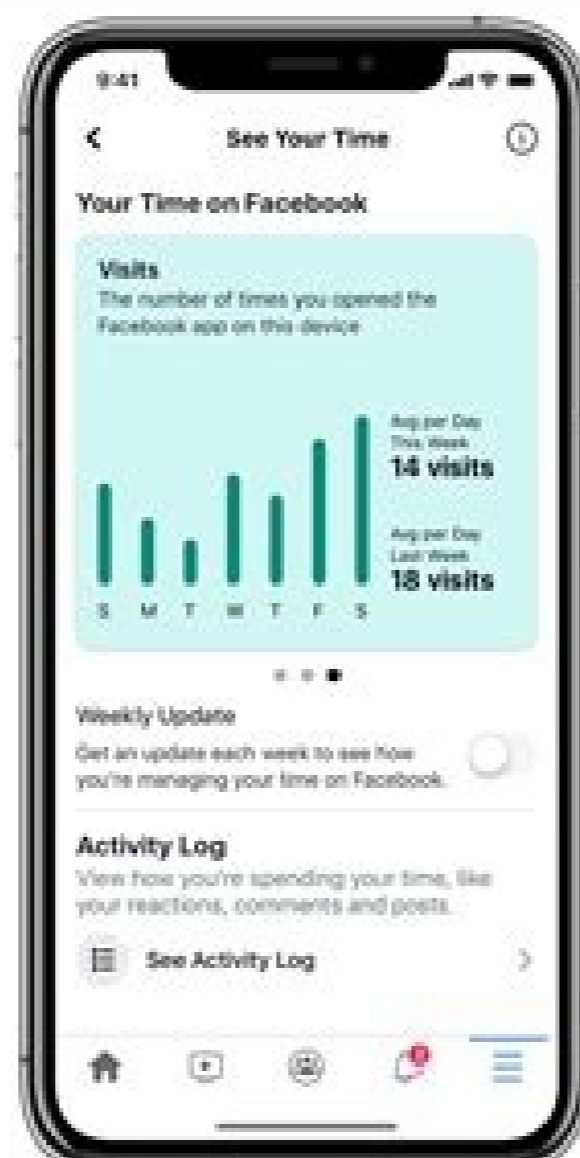 9:41
See Your Time
Your Time on Facebook
Visits
The number of times you opened the
Facebook app on this device
Avg per Day
This Week
14 visits
Avg per Day
Last Week
18 visits
S M T W T F S
Weekly Update
Get an update each week to see how
you're managing your time on Facebook.
Activity Log
View how you're spending your time, like
your reactions, comments and posts.
See Activity Log